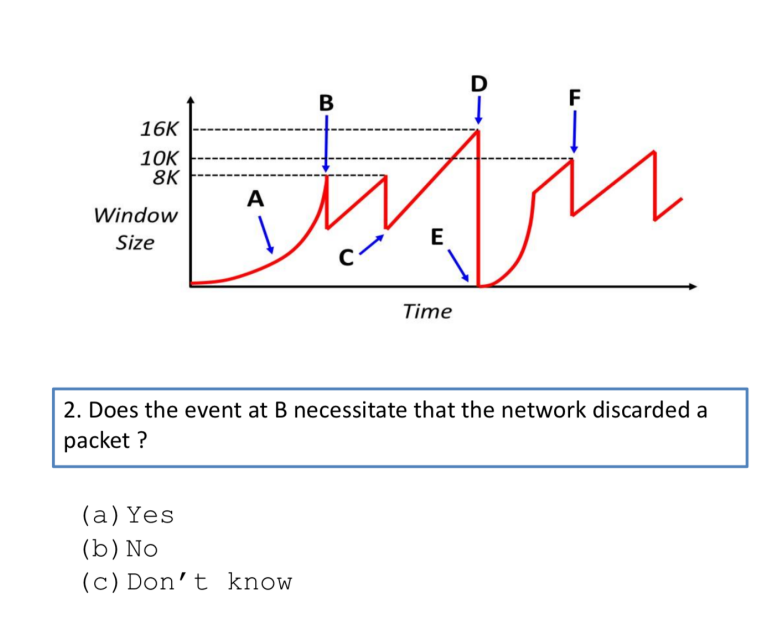 D
B
F
16K
10K
8K
A
Window
Size
E
C
Time
2. Does the event at B necessitate that the network discarded a
packet ?
(a) Yes
(b) No
(c) Don’t know